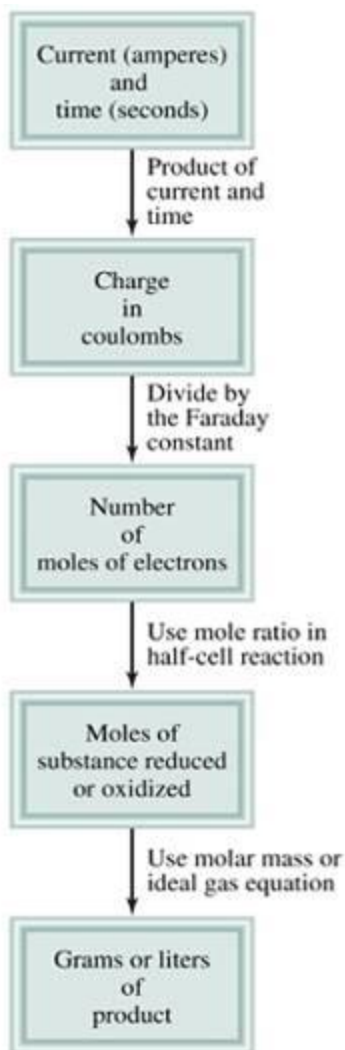 Current (amperes)
and
time (seconds)
Product of
current and
time
Charge
in
coulombs
Divide by
the Faraday
constant
Number
of
moles of electrons
Use mole ratio in
half-cell reaction
Moles of
substance reduced
or oxidized
Use molar mass or
ideal gas equation
Grams or liters
of
product